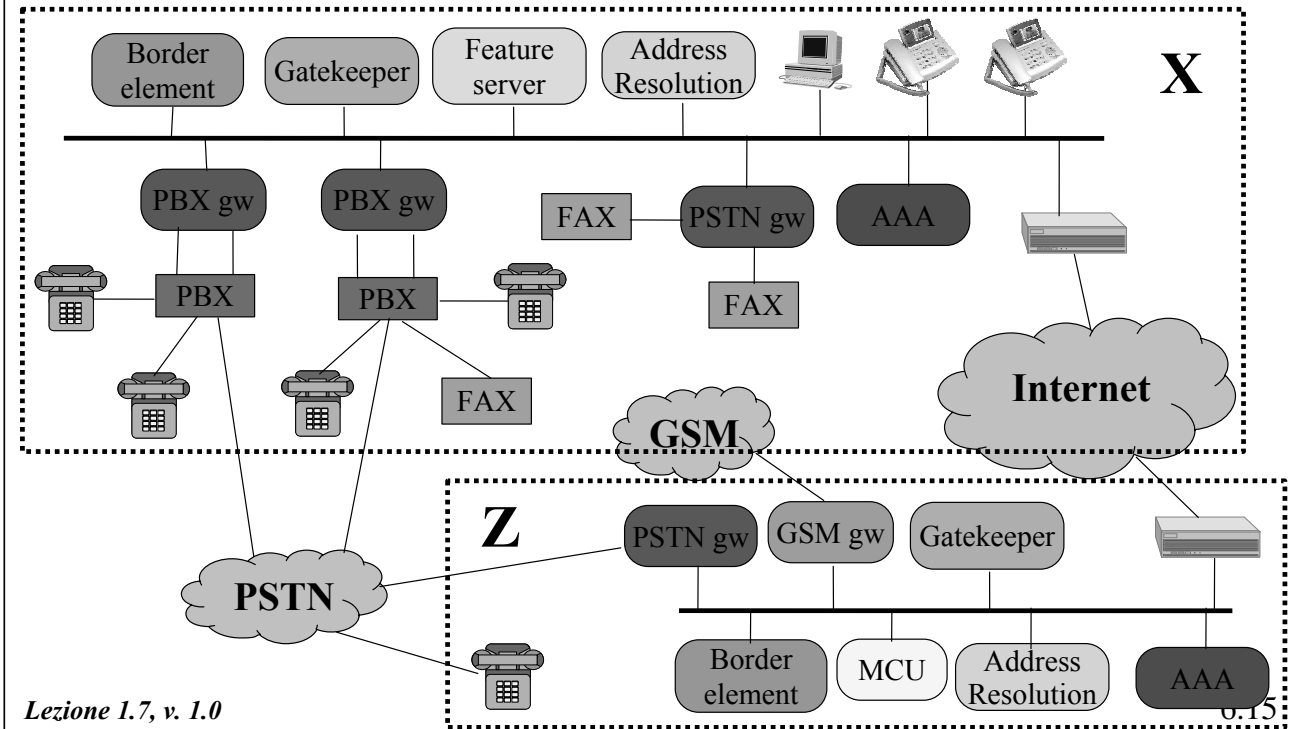 Border
element
Gatekeeper
Feature
server
Address
Resolution
X
PBX gw
PBX gw
FAX
PSTN gw
AAA
PBX
PBX
FAX
FAX
Internet
GSM
Z
PSTN gw
GSM gw
Gatekeeper
PSTN
Border
element
MCU
Address
Resolution
AAA
Lezione 1.7, v. 1.0
6.15